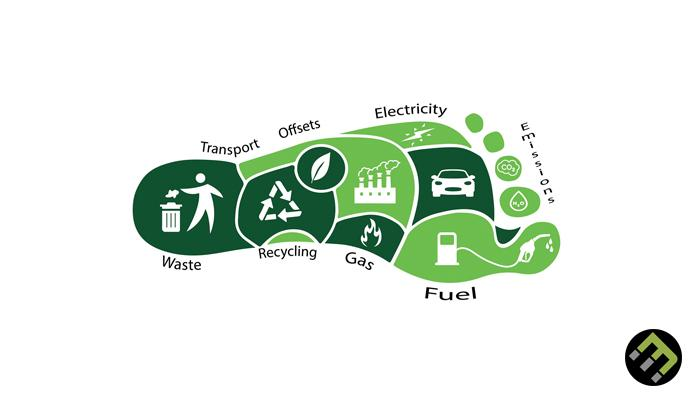 Transport
Offsets
Electricity
Emissions
CO₂
H₂O
Waste
Recycling
Gas
Fuel